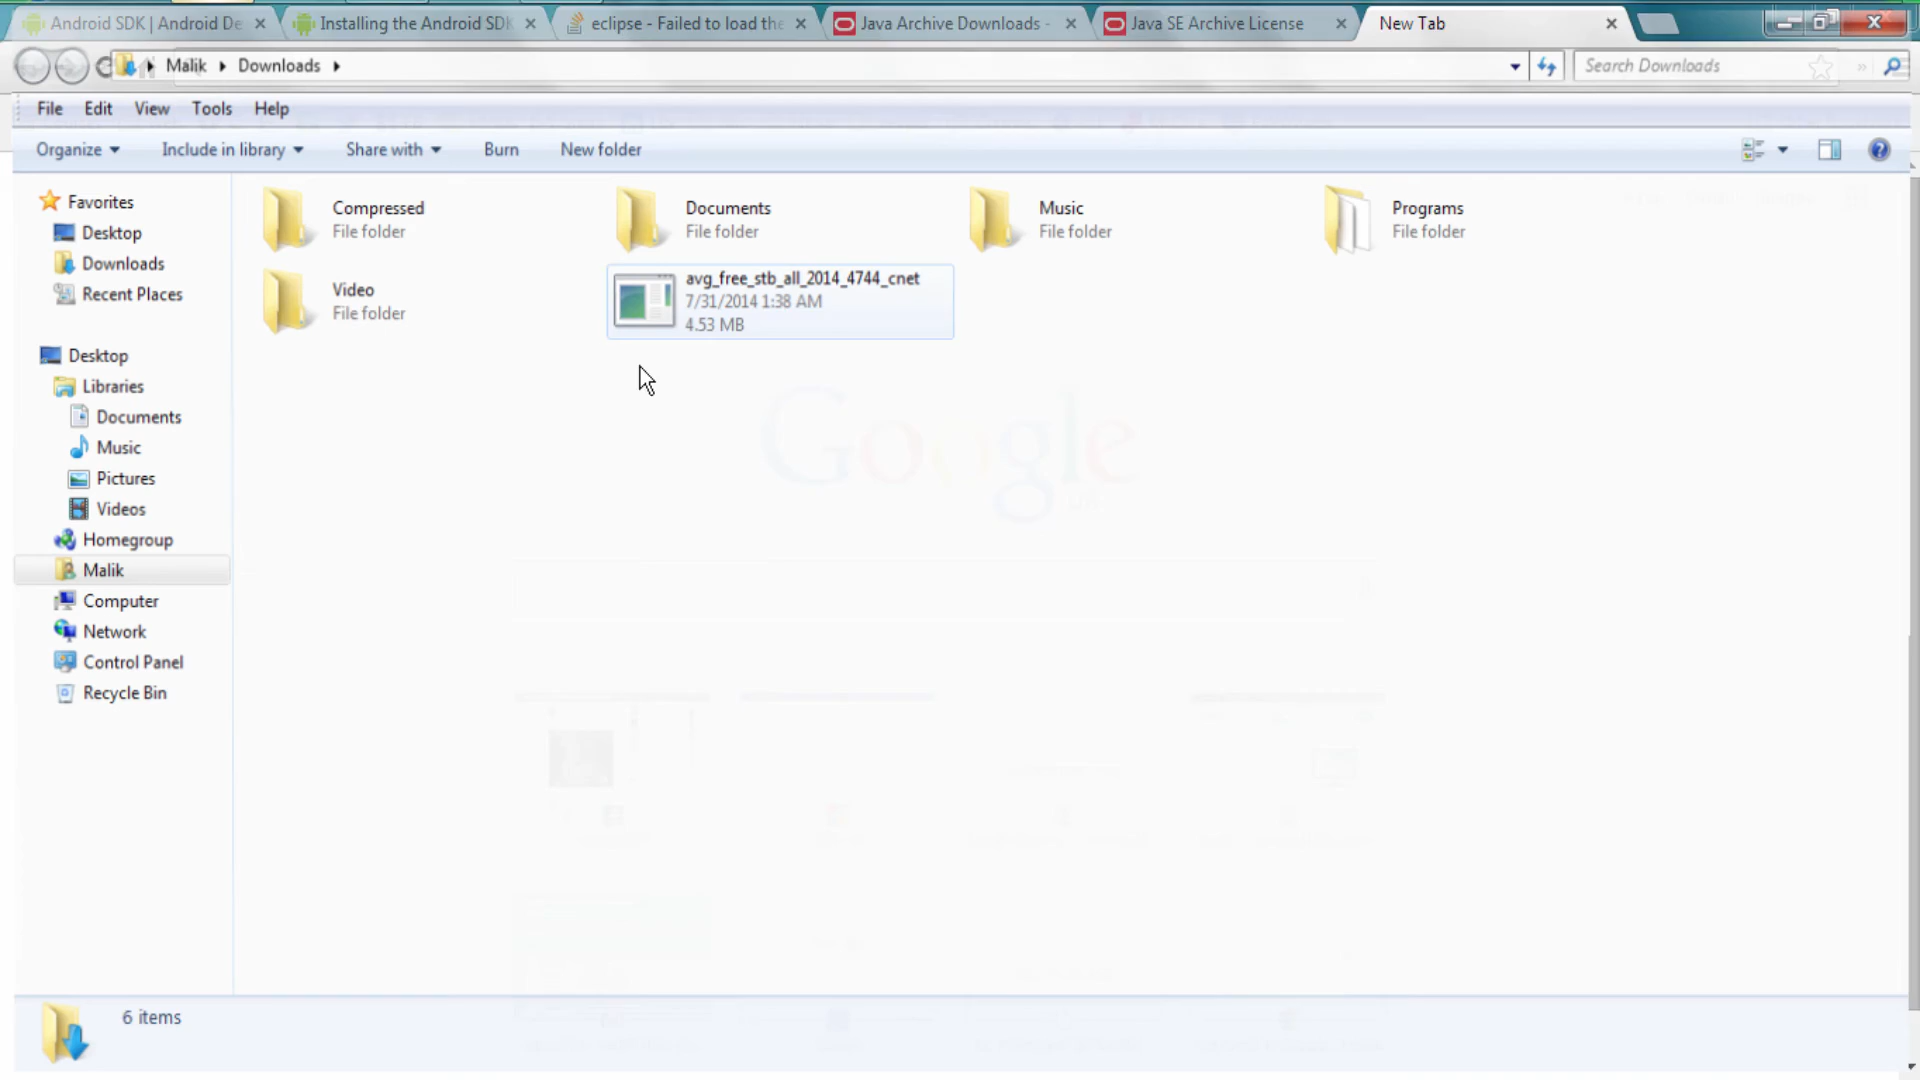 Android SDK | Android De
Installing the Android SDK
eclipse - Failed to load the
Java Archive Downloads -
Java SE Archive License
New Tab
Malik
Downloads
Search Downloads
File Edit View Tools Help
Organize
Include in library
Share with
Burn
New folder
Favorites
Desktop
Downloads
Recent Places
Desktop
Libraries
Documents
Music
Pictures
Videos
Homegroup
Malik
Computer
Network
Control Panel
Recycle Bin
Compressed
File folder
Documents
File folder
Music
File folder
Programs
File folder
Video
File folder
avg_free_stb_all_2014_4744_cnet
7/31/2014 1:38 AM
4.53 MB
Google
6 items